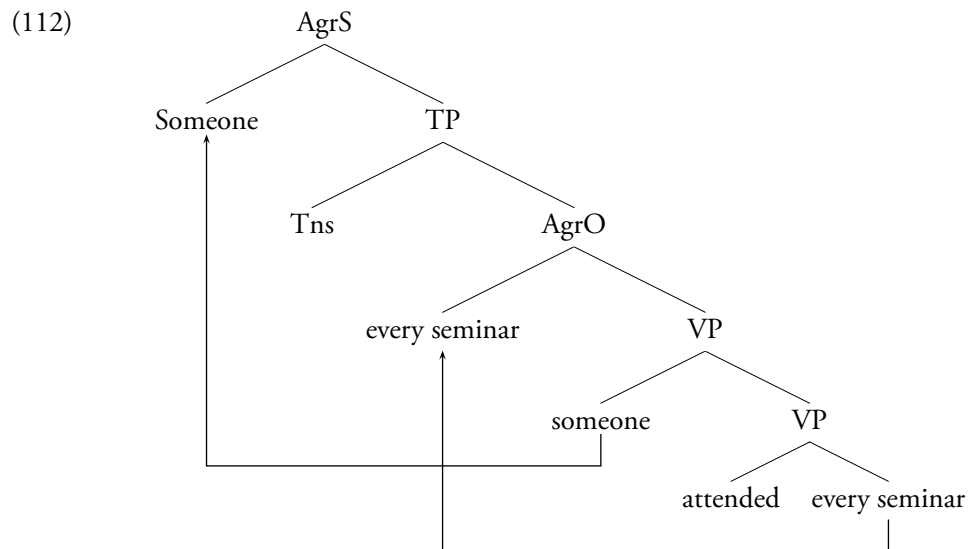 (112) AgrS
Someone TP
Tns AgrO
every seminar VP
someone VP
attended every seminar